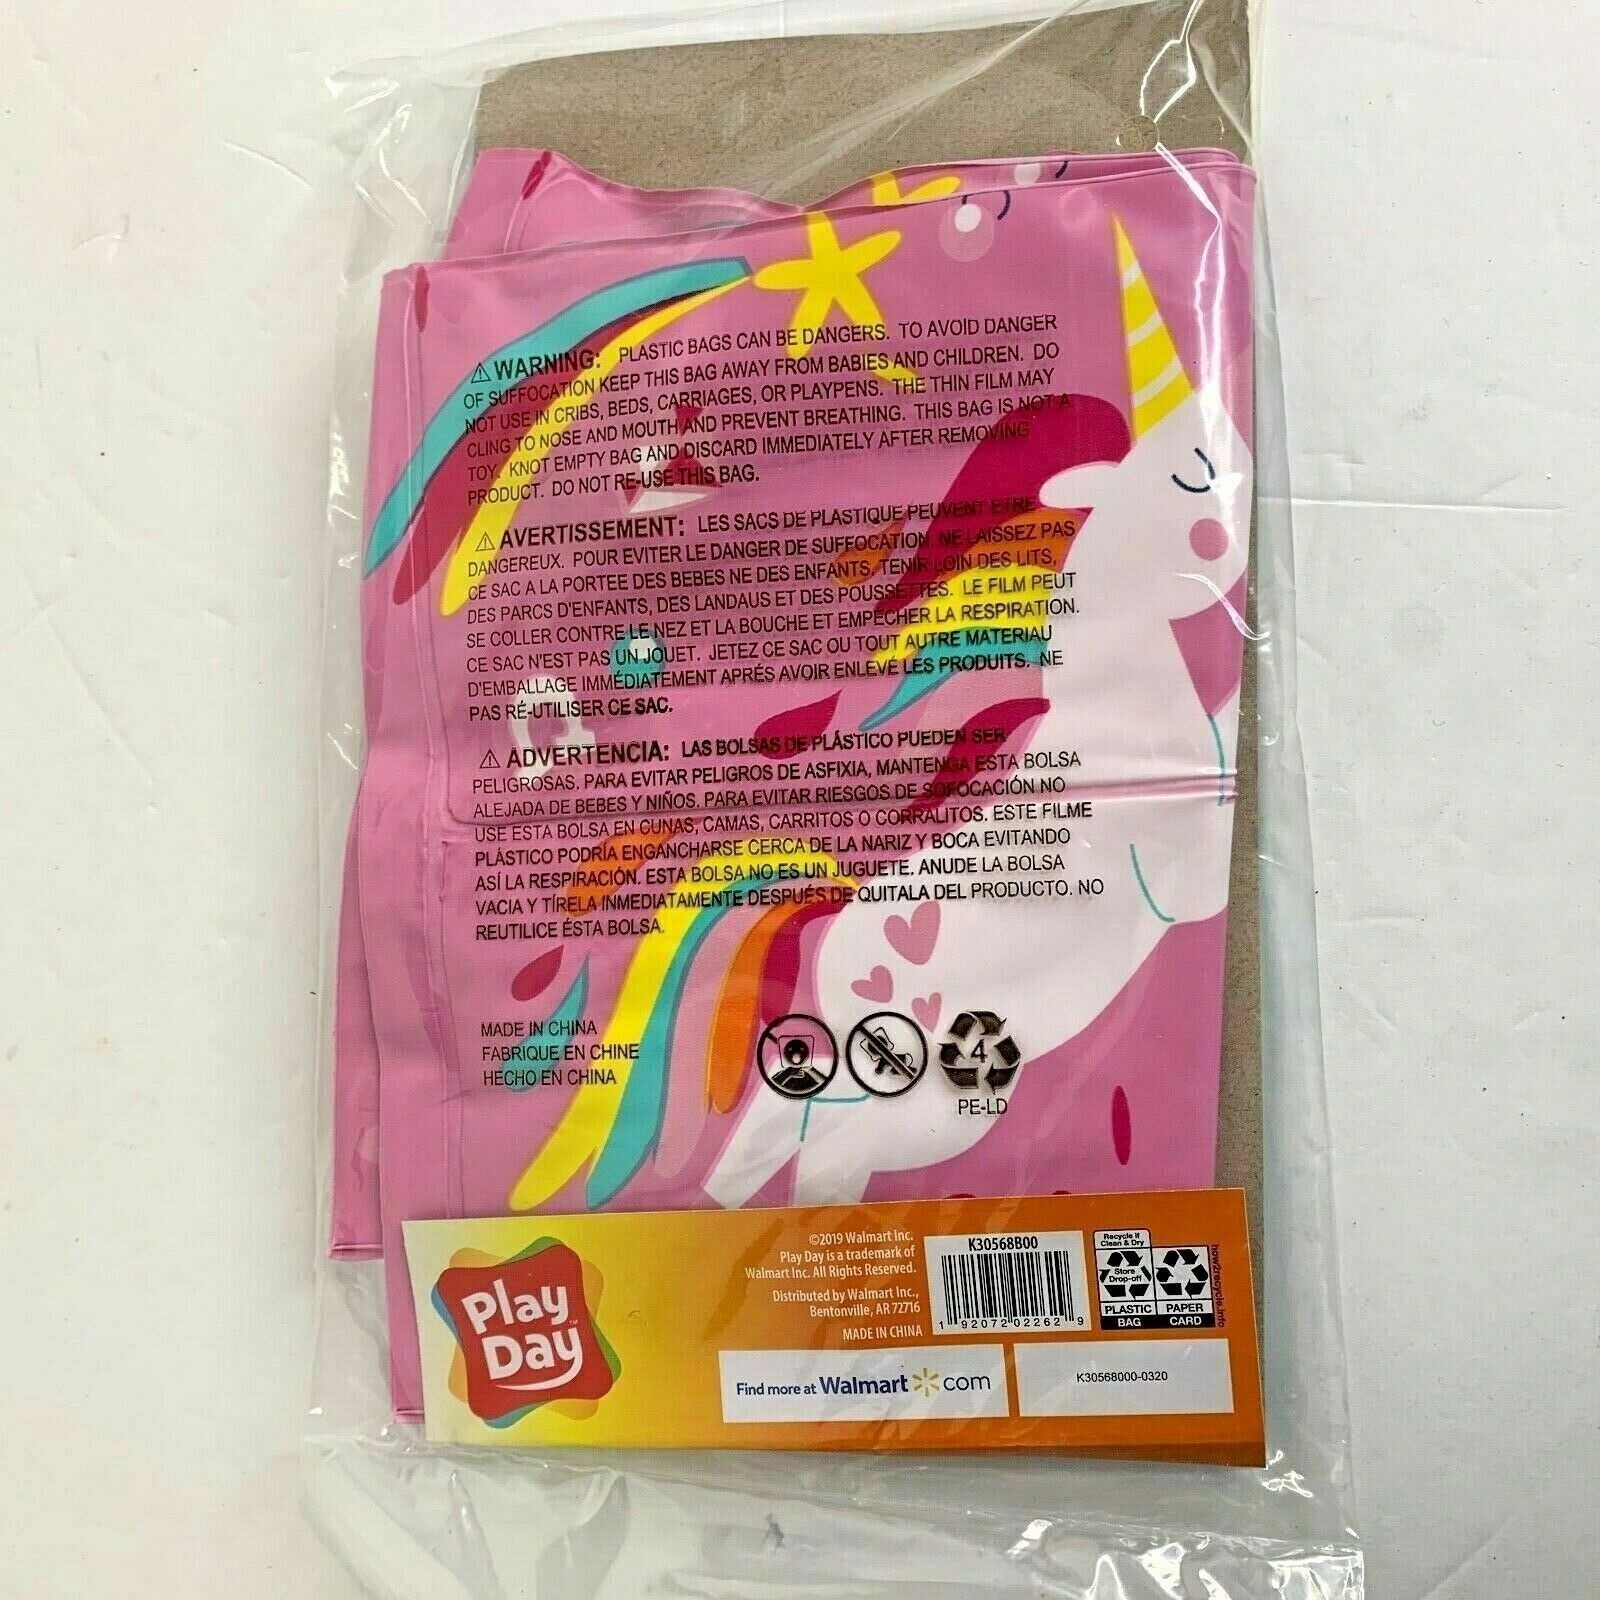 ⚠ WARNING: PLASTIC BAGS CAN BE DANGERS. TO AVOID DANGER
OF SUFFOCATION KEEP THIS BAG AWAY FROM BABIES AND CHILDREN. DO
NOT USE IN CRIBS, BEDS, CARRIAGES, OR PLAYPENS. THE THIN FILM MAY
CLING TO NOSE AND MOUTH AND PREVENT BREATHING. THIS BAG IS NOT A
TOY. KNOT EMPTY BAG AND DISCARD IMMEDIATELY AFTER REMOVING
PRODUCT. DO NOT RE-USE THIS BAG.
⚠ AVERTISSEMENT: LES SACS DE PLASTIQUE PEUVENT ETRE
DANGEREUX. POUR EVITER LE DANGER DE SUFFOCATION, NE LAISSEZ PAS
CE SAC A LA PORTEE DES BEBES NE DES ENFANTS, TENIR LOIN DES LITS,
DES PARCS D'ENFANTS, DES LANDAUS ET DES POUSSETTES. LE FILM PEUT
SE COLLER CONTRE LE NEZ ET LA BOUCHE ET EMPECHER LA RESPIRATION.
CE SAC N'EST PAS UN JOUET. JETEZ CE SAC OU TOUT AUTRE MATERIAU
D'EMBALLAGE IMMÉDIATEMENT APRÉS AVOIR ENLEVÉ LES PRODUITS. NE
PAS RÉ-UTILISER CE SAC.
⚠ ADVERTENCIA: LAS BOLSAS DE PLÁSTICO PUEDEN SER
PELIGROSAS. PARA EVITAR PELIGROS DE ASFIXIA, MANTENGA ESTA BOLSA
ALEJADA DE BEBES Y NIÑOS. PARA EVITAR RIESGOS DE SOFOCACIÓN NO
USE ESTA BOLSA EN CUNAS, CAMAS, CARRITOS O CORRALITOS. ESTE FILME
PLÁSTICO PODRÍA ENGANCHARSE CERCA DE LA NARIZ Y BOCA EVITANDO
ASÍ LA RESPIRACIÓN. ESTA BOLSA NO ES UN JUGUETE. ANUDE LA BOLSA
VACIA Y TÍRELA INMEDIATAMENTE DESPUÉS DE QUITALA DEL PRODUCTO. NO
REUTILICE ÉSTA BOLSA.
MADE IN CHINA
FABRIQUE EN CHINE
HECHO EN CHINA
4
PE-LD
Play
Day™
©2019 Walmart Inc.
Play Day is a trademark of
Walmart Inc. All Rights Reserved.
Distributed by Walmart Inc.,
Bentonville, AR 72716
MADE IN CHINA
K30568B00
1 92072 02262 9
Recycle if
Clean & Dry
Store
Drop-off
PLASTIC
BAG
PAPER
CARD
how2recycle.info
Find more at Walmart.com
K30568000-0320